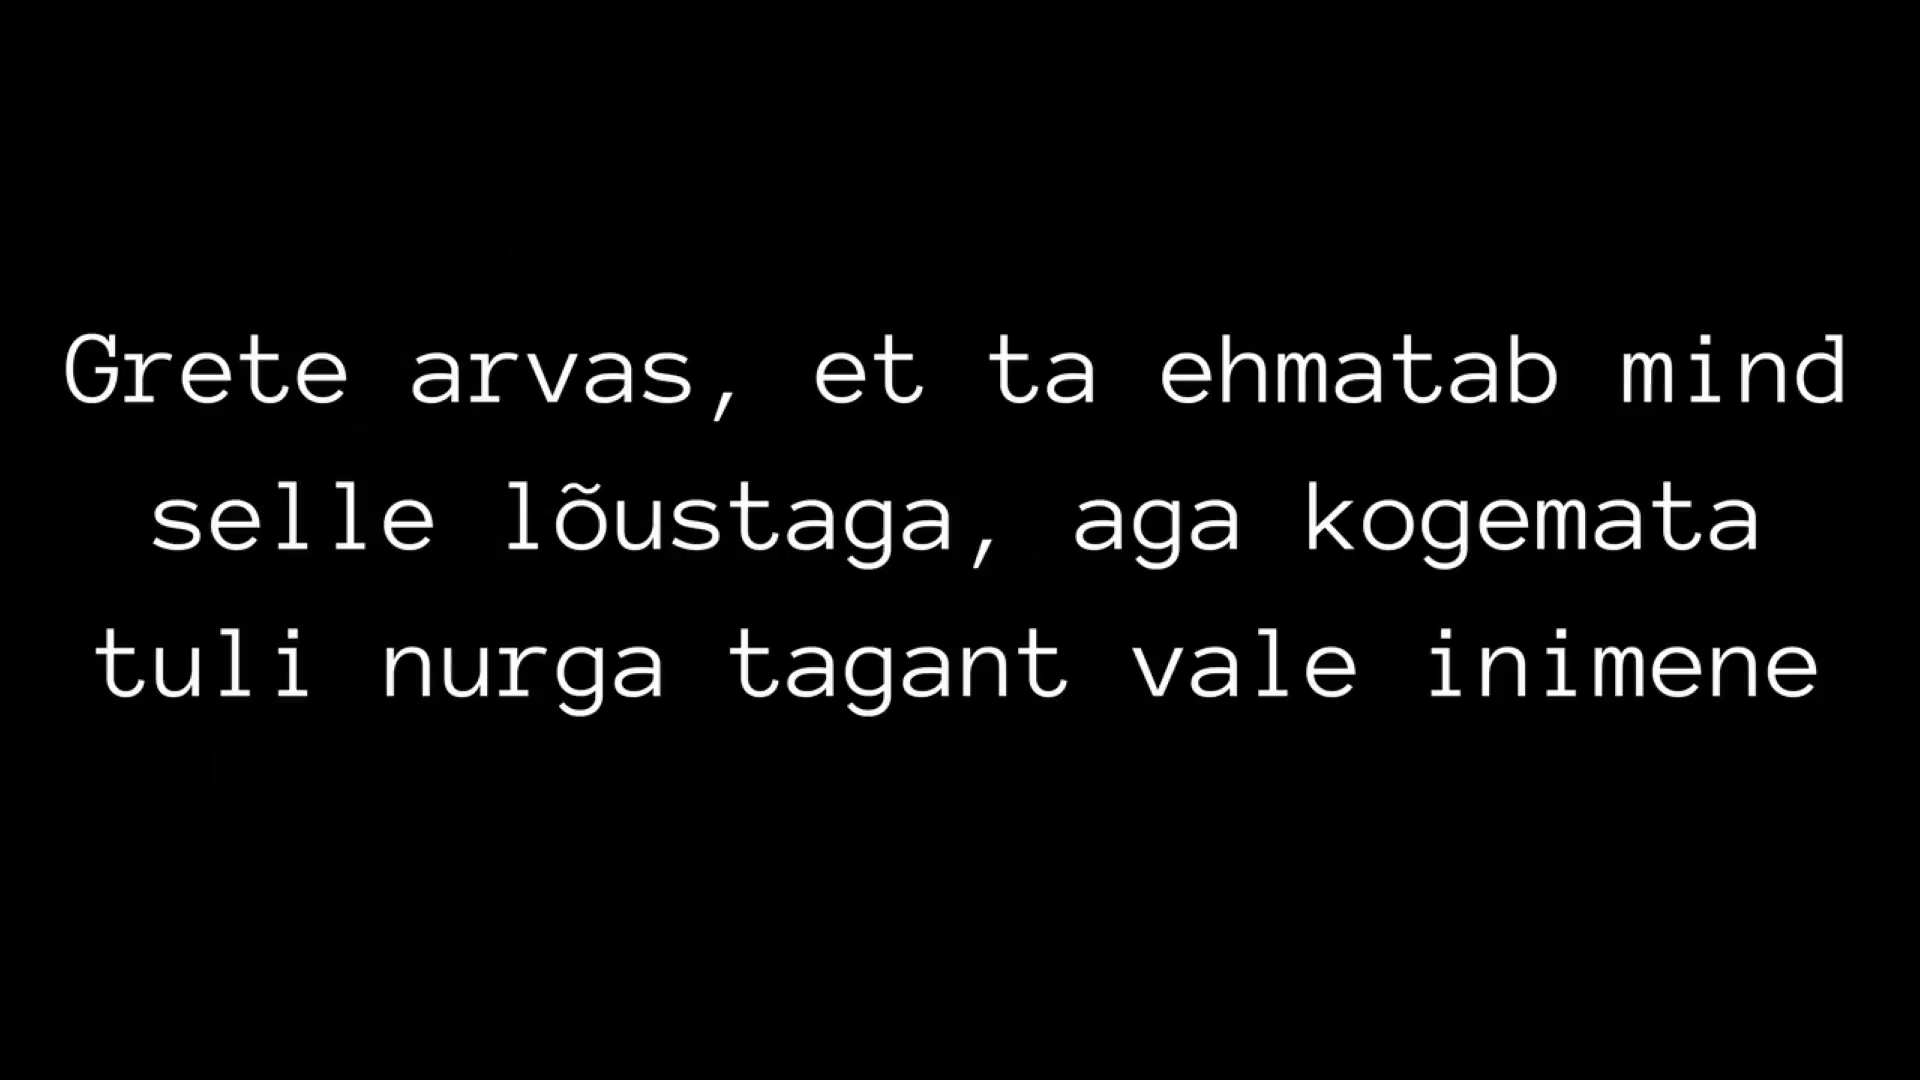 Grete arvas, et ta ehmatab mind
selle lõustaga, aga kogemata
tuli nurga tagant vale inimene